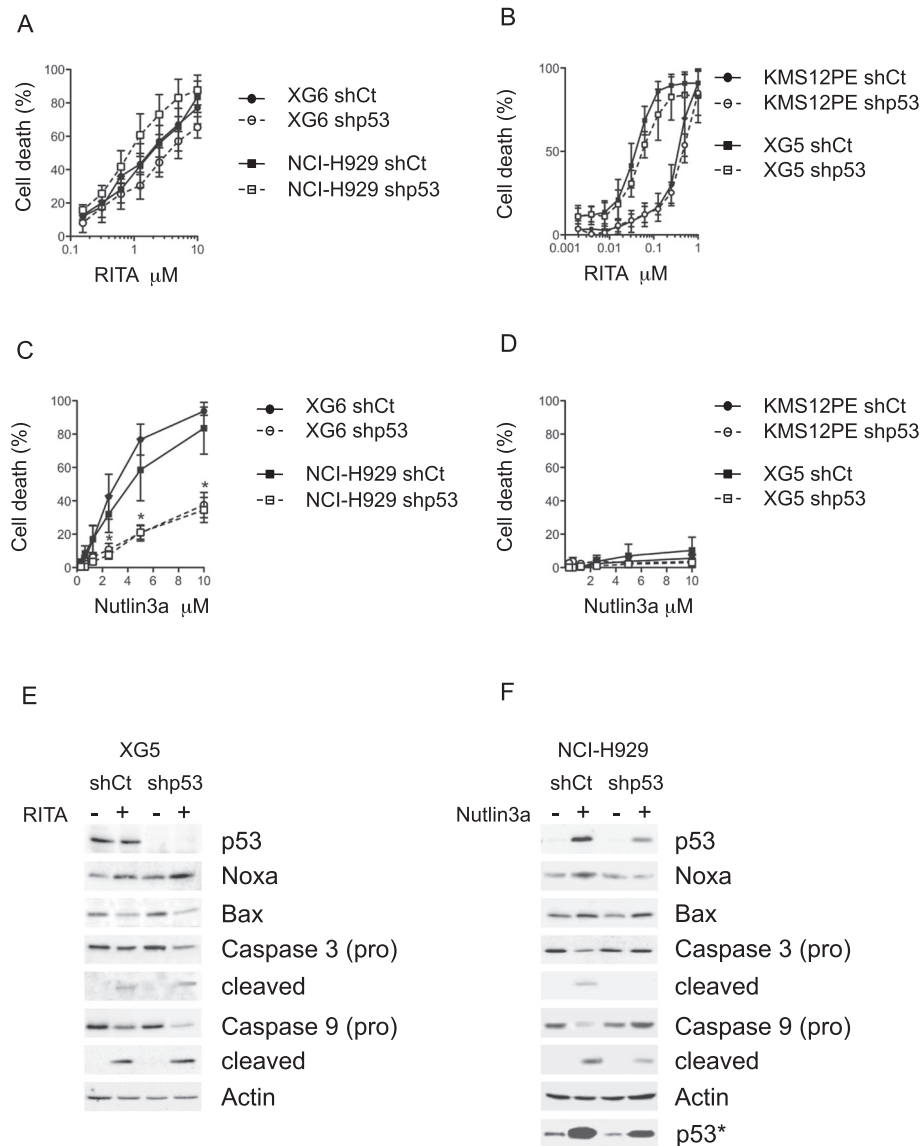 A
Cell death (%)
100
80
60
40
20
0
0.1 1 10
RITA μM
XG6 shCt
XG6 shp53
NCI-H929 shCt
NCI-H929 shp53
B
Cell death (%)
100
50
0
0.001 0.01 0.1 1
RITA μM
KMS12PE shCt
KMS12PE shp53
XG5 shCt
XG5 shp53
C
Cell death (%)
100
80
60
40
20
0
0 2 4 6 8 10
* * *
Nutlin3a μM
XG6 shCt
XG6 shp53
NCI-H929 shCt
NCI-H929 shp53
D
Cell death (%)
100
80
60
40
20
0
0 2 4 6 8 10
Nutlin3a μM
KMS12PE shCt
KMS12PE shp53
XG5 shCt
XG5 shp53
E
XG5
shCt shp53
RITA - + - +
p53
Noxa
Bax
Caspase 3 (pro)
cleaved
Caspase 9 (pro)
cleaved
Actin
F
NCI-H929
shCt shp53
Nutlin3a - + - +
p53
Noxa
Bax
Caspase 3 (pro)
cleaved
Caspase 9 (pro)
cleaved
Actin
p53*